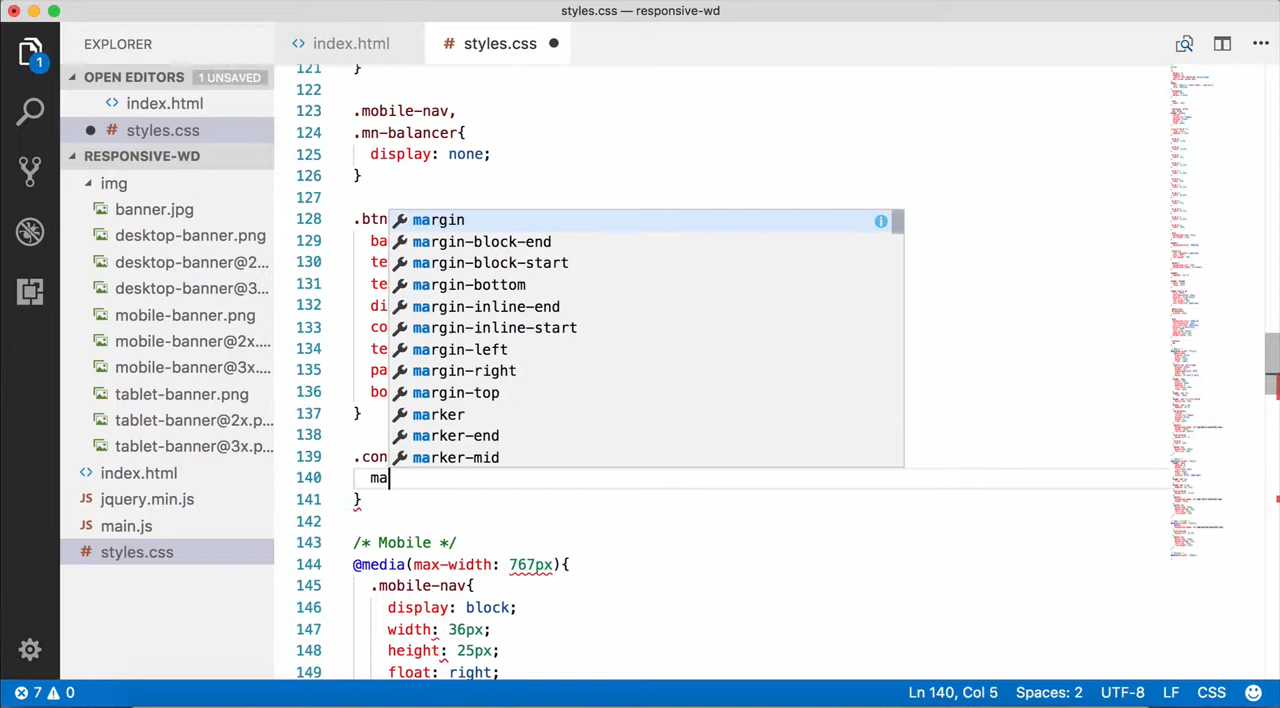 styles.css — responsive-wd
EXPLORER
index.html
# styles.css
1
OPEN EDITORS 1 UNSAVED
index.html
# styles.css
RESPONSIVE-WD
img
banner.jpg
desktop-banner.png
desktop-banner@2...
desktop-banner@3...
mobile-banner.png
mobile-banner@2x....
mobile-banner@3x....
tablet-banner.png
tablet-banner@2x.p...
tablet-banner@3x.p...
index.html
JS jquery.min.js
JS main.js
# styles.css
121 }
122
123 .mobile-nav,
124 .mn-balancer{
125 display: none;
126 }
127
128 .btn
129 ba
130 te
131 te
132 di
133 co
134 te
135 pa
136 bo
137 }
138
139 .con
140 ma
141 }
142
143 /* Mobile */
144 @media(max-width: 767px){
145 .mobile-nav{
146 display: block;
147 width: 36px;
148 height: 25px;
149 float: right;
margin
margin-block-end
margin-block-start
margin-bottom
margin-inline-end
margin-inline-start
margin-left
margin-right
margin-top
marker
marker-end
marker-mid
7 0
Ln 140, Col 5 Spaces: 2 UTF-8 LF CSS